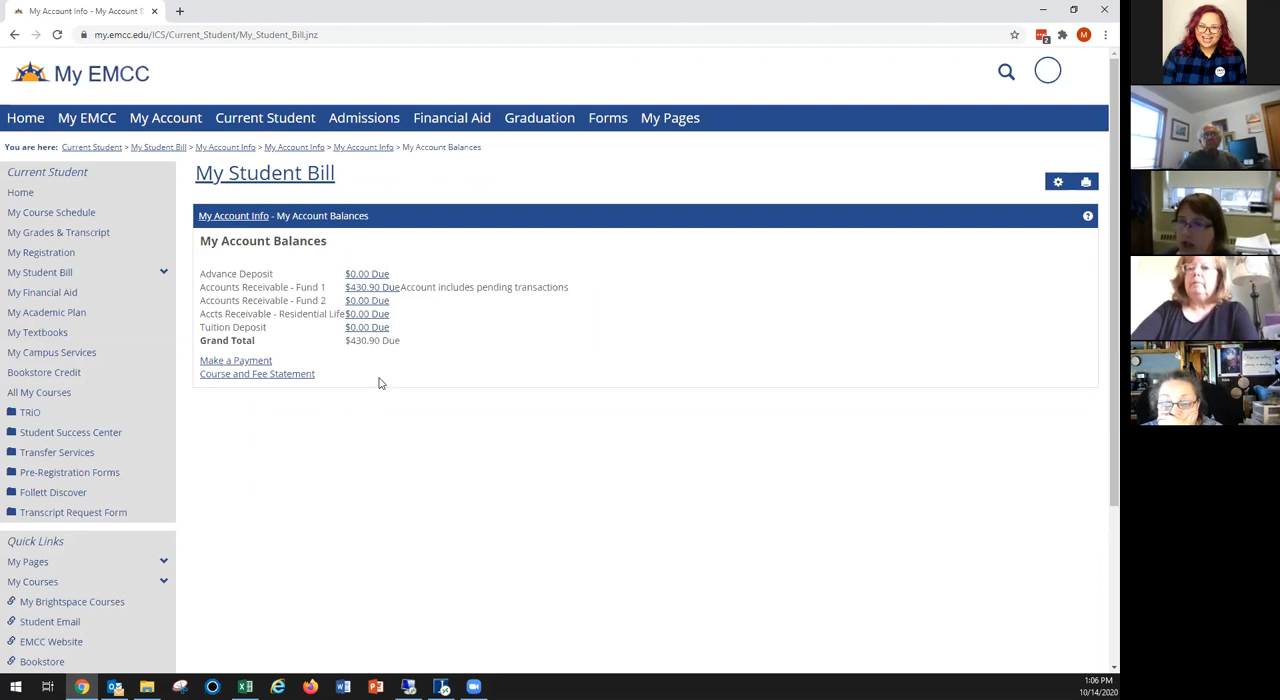 My Account Info - My Account B
my.emcc.edu/ICS/Current_Student/My_Student_Bill.jnz
2
M
My EMCC
Home My EMCC My Account Current Student Admissions Financial Aid Graduation Forms My Pages
You are here: Current Student > My Student Bill > My Account Info > My Account Info > My Account Info > My Account Balances
Current Student
Home
My Course Schedule
My Grades & Transcript
My Registration
My Student Bill
My Financial Aid
My Academic Plan
My Textbooks
My Campus Services
Bookstore Credit
All My Courses
TRiO
Student Success Center
Transfer Services
Pre-Registration Forms
Follett Discover
Transcript Request Form
Quick Links
My Pages
My Courses
My Brightspace Courses
Student Email
EMCC Website
Bookstore
My Student Bill
My Account Info - My Account Balances
My Account Balances
Advance Deposit $0.00 Due
Accounts Receivable - Fund 1 $430.90 Due Account includes pending transactions
Accounts Receivable - Fund 2 $0.00 Due
Accts Receivable - Residential Life $0.00 Due
Tuition Deposit $0.00 Due
Grand Total $430.90 Due
Make a Payment
Course and Fee Statement
1:06 PM
10/14/2020